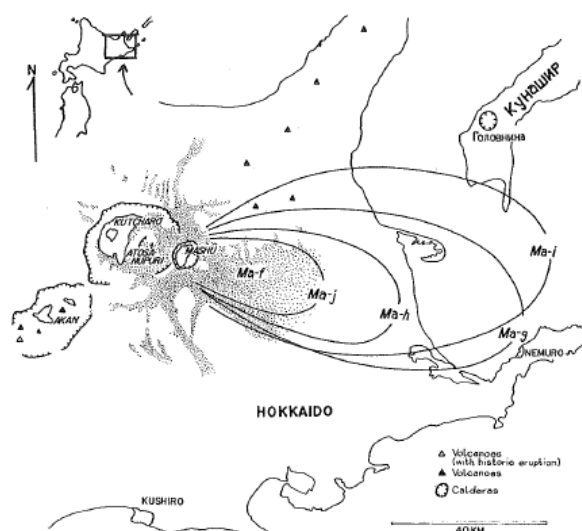 N
Кунашир
Головнина
KUTCHARO
ATOSA
NUPURI
MASHU
Ma-f
Ma-j
Ma-h
Ma-i
Ma-g
AKAN
NEMURO
HOKKAIDO
KUSHIRO
Volcanoes
(with historic eruption)
Volcanoes
Calderas
40 KM